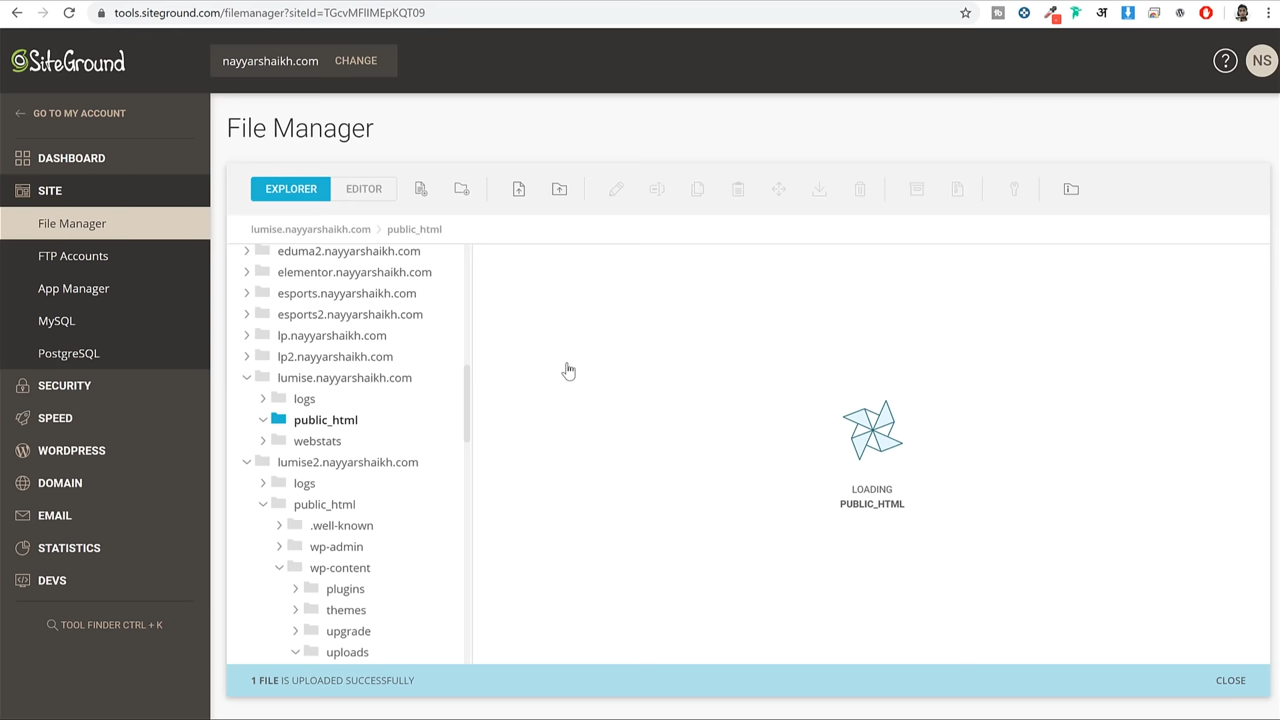 tools.siteground.com/filemanager?siteId=TGcvMFlIMEpKQT09
SiteGround
nayyarshaikh.com CHANGE
? NS
GO TO MY ACCOUNT
DASHBOARD
SITE
File Manager
FTP Accounts
App Manager
MySQL
PostgreSQL
SECURITY
SPEED
WORDPRESS
DOMAIN
EMAIL
STATISTICS
DEVS
TOOL FINDER CTRL + K
File Manager
EXPLORER EDITOR
lumise.nayyarshaikh.com > public_html
eduma2.nayyarshaikh.com
elementor.nayyarshaikh.com
esports.nayyarshaikh.com
esports2.nayyarshaikh.com
lp.nayyarshaikh.com
lp2.nayyarshaikh.com
lumise.nayyarshaikh.com
logs
public_html
webstats
lumise2.nayyarshaikh.com
logs
public_html
.well-known
wp-admin
wp-content
plugins
themes
upgrade
uploads
LOADING
PUBLIC_HTML
1 FILE IS UPLOADED SUCCESSFULLY CLOSE